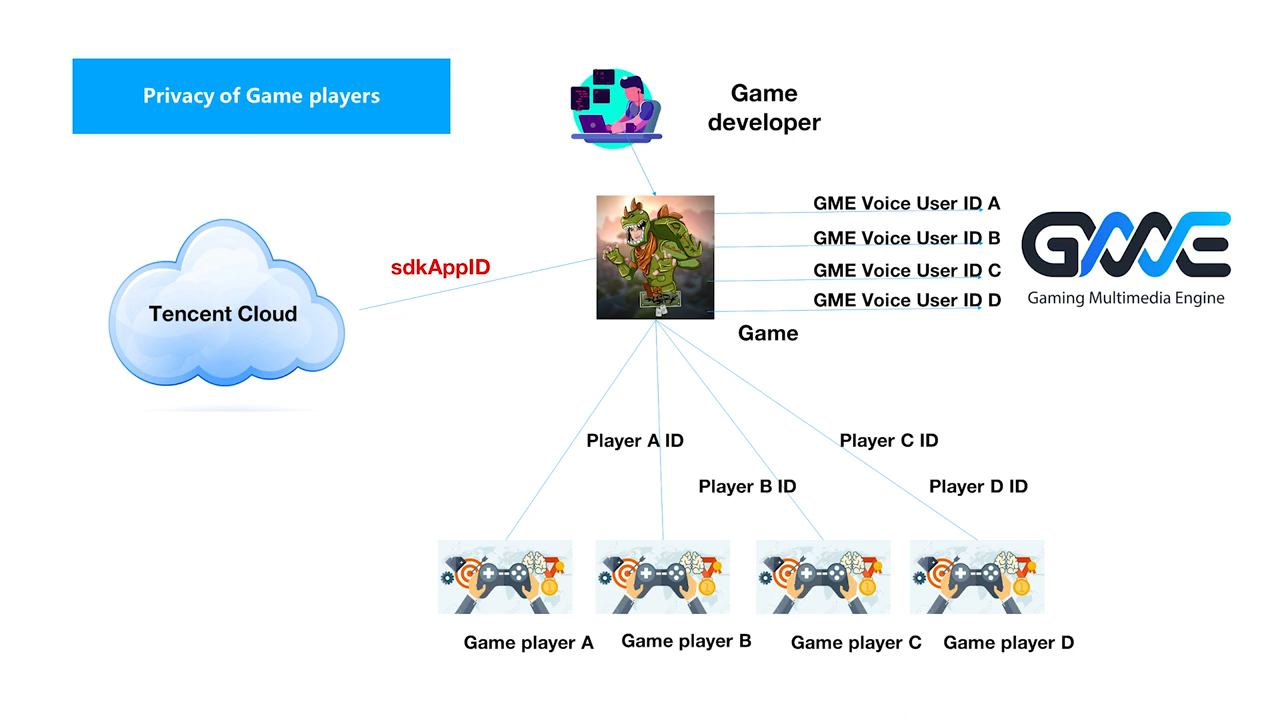 Privacy of Game players
Game
developer
GME Voice User ID A
GME Voice User ID B
GME Voice User ID C
GME Voice User ID D
GME
Gaming Multimedia Engine
sdkAppID
Tencent Cloud
Game
Player A ID
Player C ID
Player B ID
Player D ID
Game player A
Game player B
Game player C
Game player D